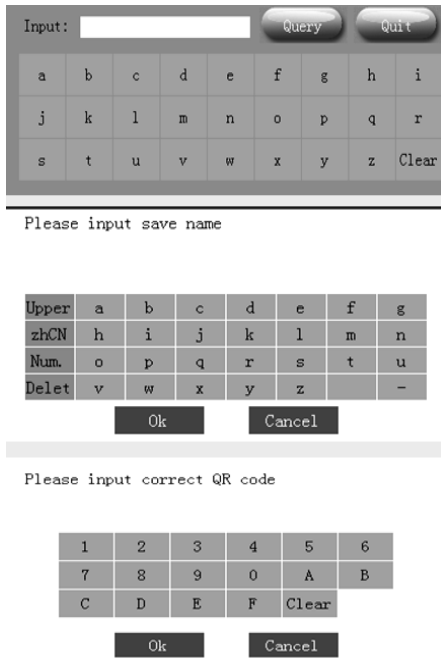 Input: Query Quit
a b c d e f g h i
j k l m n o p q r
s t u v w x y z Clear
Please input save name
Upper a b c d e f g
zhCN h i j k l m n
Num. o p q r s t u
Delet v w x y z -
Ok Cancel
Please input correct QR code
1 2 3 4 5 6
7 8 9 0 A B
C D E F Clear
Ok Cancel